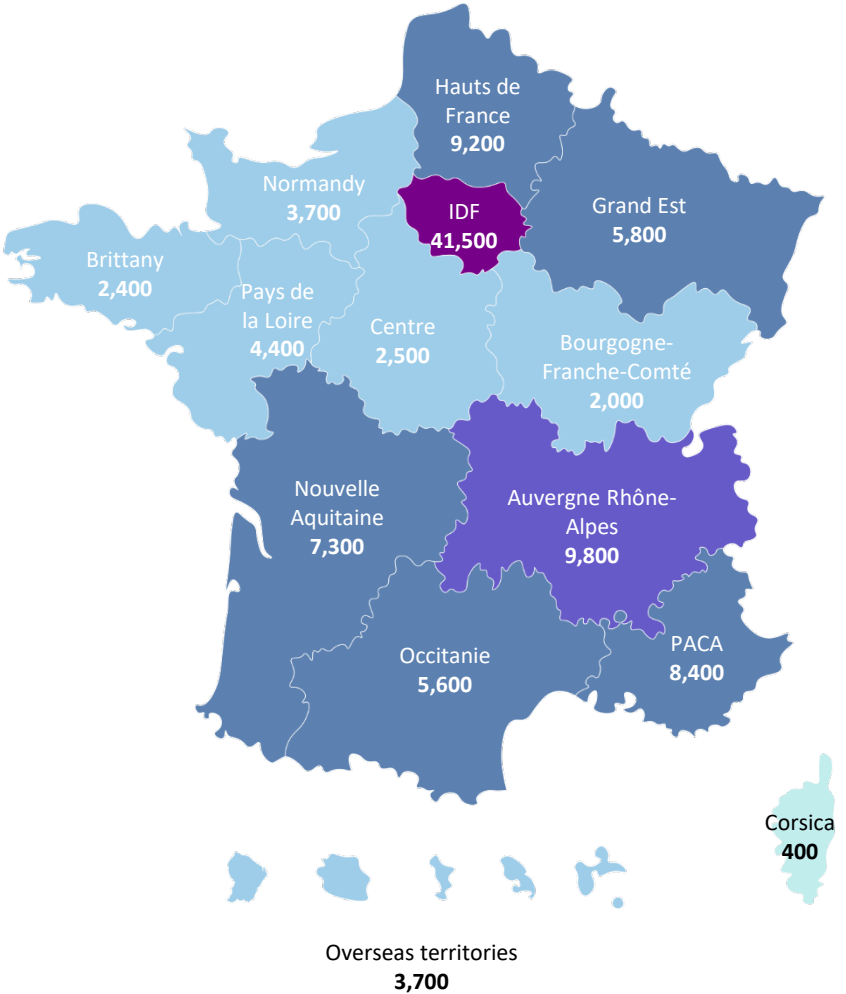 Hauts de
France
9,200
Normandy
3,700
IDF
41,500
Grand Est
5,800
Brittany
2,400
Pays de
la Loire
4,400
Centre
2,500
Bourgogne-
Franche-Comté
2,000
Nouvelle
Aquitaine
7,300
Auvergne Rhône-
Alpes
9,800
Occitanie
5,600
PACA
8,400
Corsica
400
Overseas territories
3,700